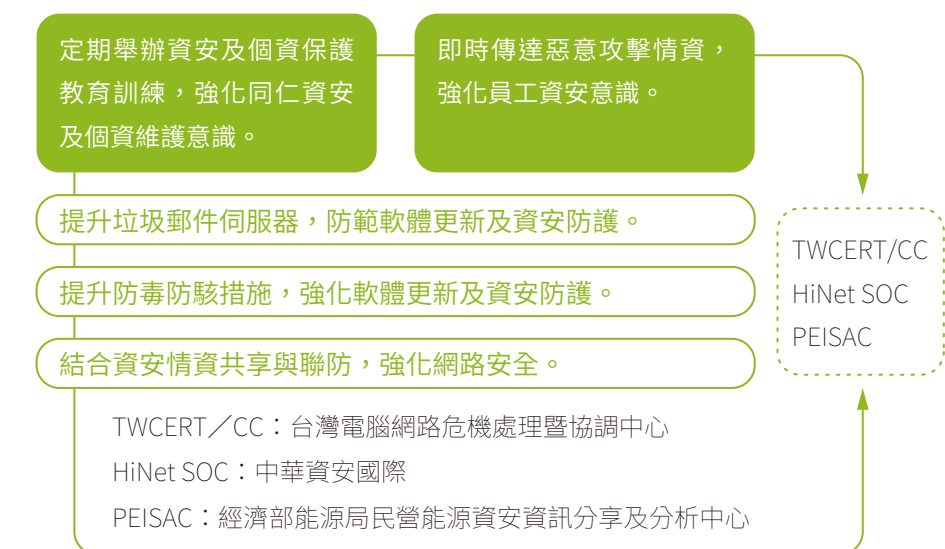 定期舉辦資安及個資保護
教育訓練，強化同仁資安
及個資維護意識。
即時傳達惡意攻擊情資，
強化員工資安意識。
提升垃圾郵件伺服器，防範軟體更新及資安防護。
提升防毒防駭措施，強化軟體更新及資安防護。
結合資安情資共享與聯防，強化網路安全。
TWCERT/CC
HiNet SOC
PEISAC
TWCERT／CC：台灣電腦網路危機處理暨協調中心
HiNet SOC：中華資安國際
PEISAC：經濟部能源局民營能源資安資訊分享及分析中心